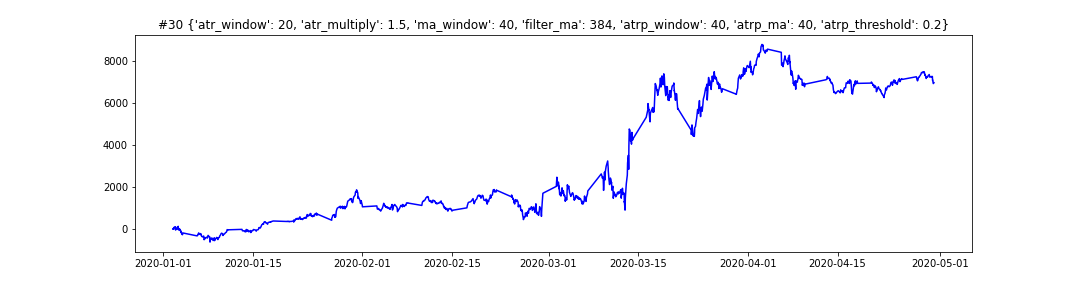 #30 {'atr_window': 20, 'atr_multiply': 1.5, 'ma_window': 40, 'filter_ma': 384, 'atrp_window': 40, 'atrp_ma': 40, 'atrp_threshold': 0.2}
8000
6000
4000
2000
0
2020-01-01 2020-01-15 2020-02-01 2020-02-15 2020-03-01 2020-03-15 2020-04-01 2020-04-15 2020-05-01